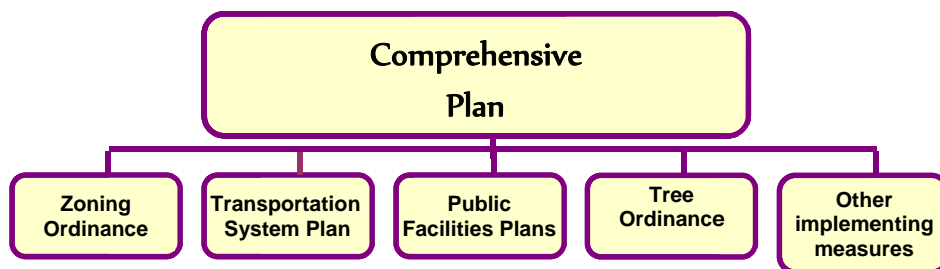 Comprehensive
Plan
Zoning
Ordinance
Transportation
System Plan
Public
Facilities Plans
Tree
Ordinance
Other
implementing
measures